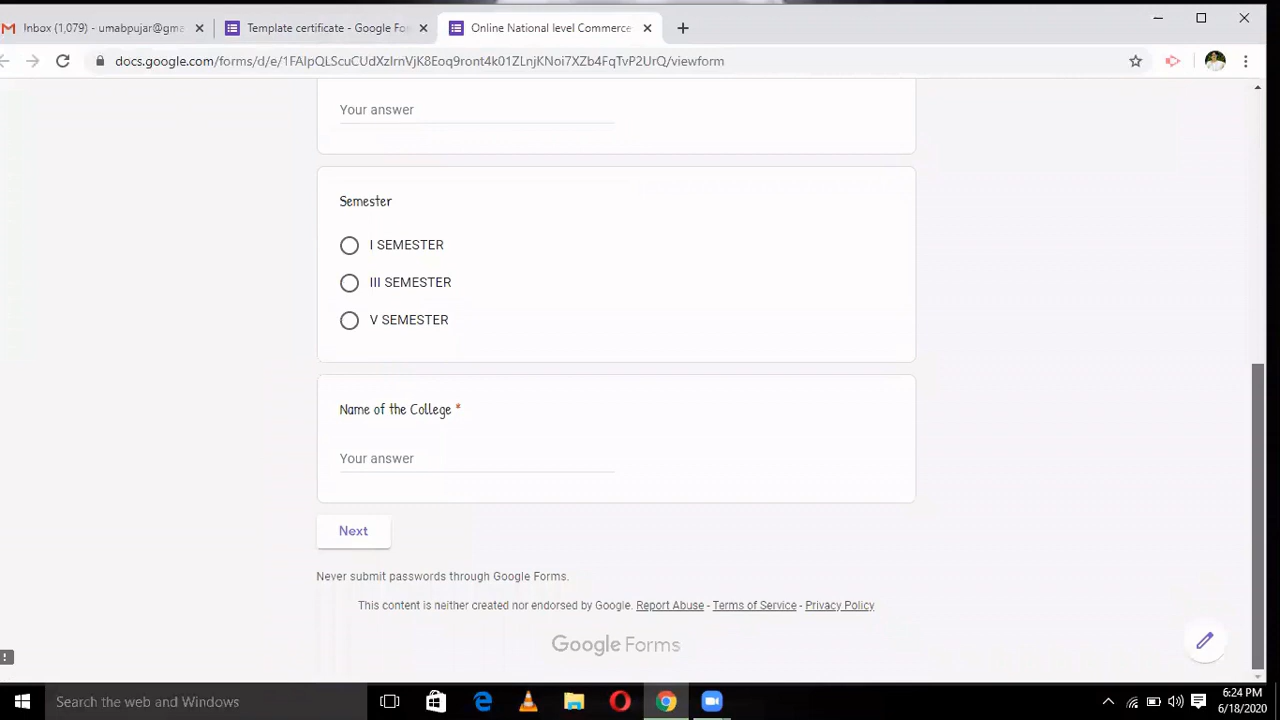 Inbox (1,079) - umabpujar@gma
Template certificate - Google Fo
Online National level Commerce
docs.google.com/forms/d/e/1FAIpQLScuCUdXzIrnVjK8Eoq9roht4k01ZLnjKNoi7XZb4FqTvP2UrQ/viewform
Your answer
Semester
I SEMESTER
III SEMESTER
V SEMESTER
Name of the College *
Your answer
Next
Never submit passwords through Google Forms.
This content is neither created nor endorsed by Google. Report Abuse - Terms of Service - Privacy Policy
Google Forms
Search the web and Windows
6:24 PM
6/18/2020